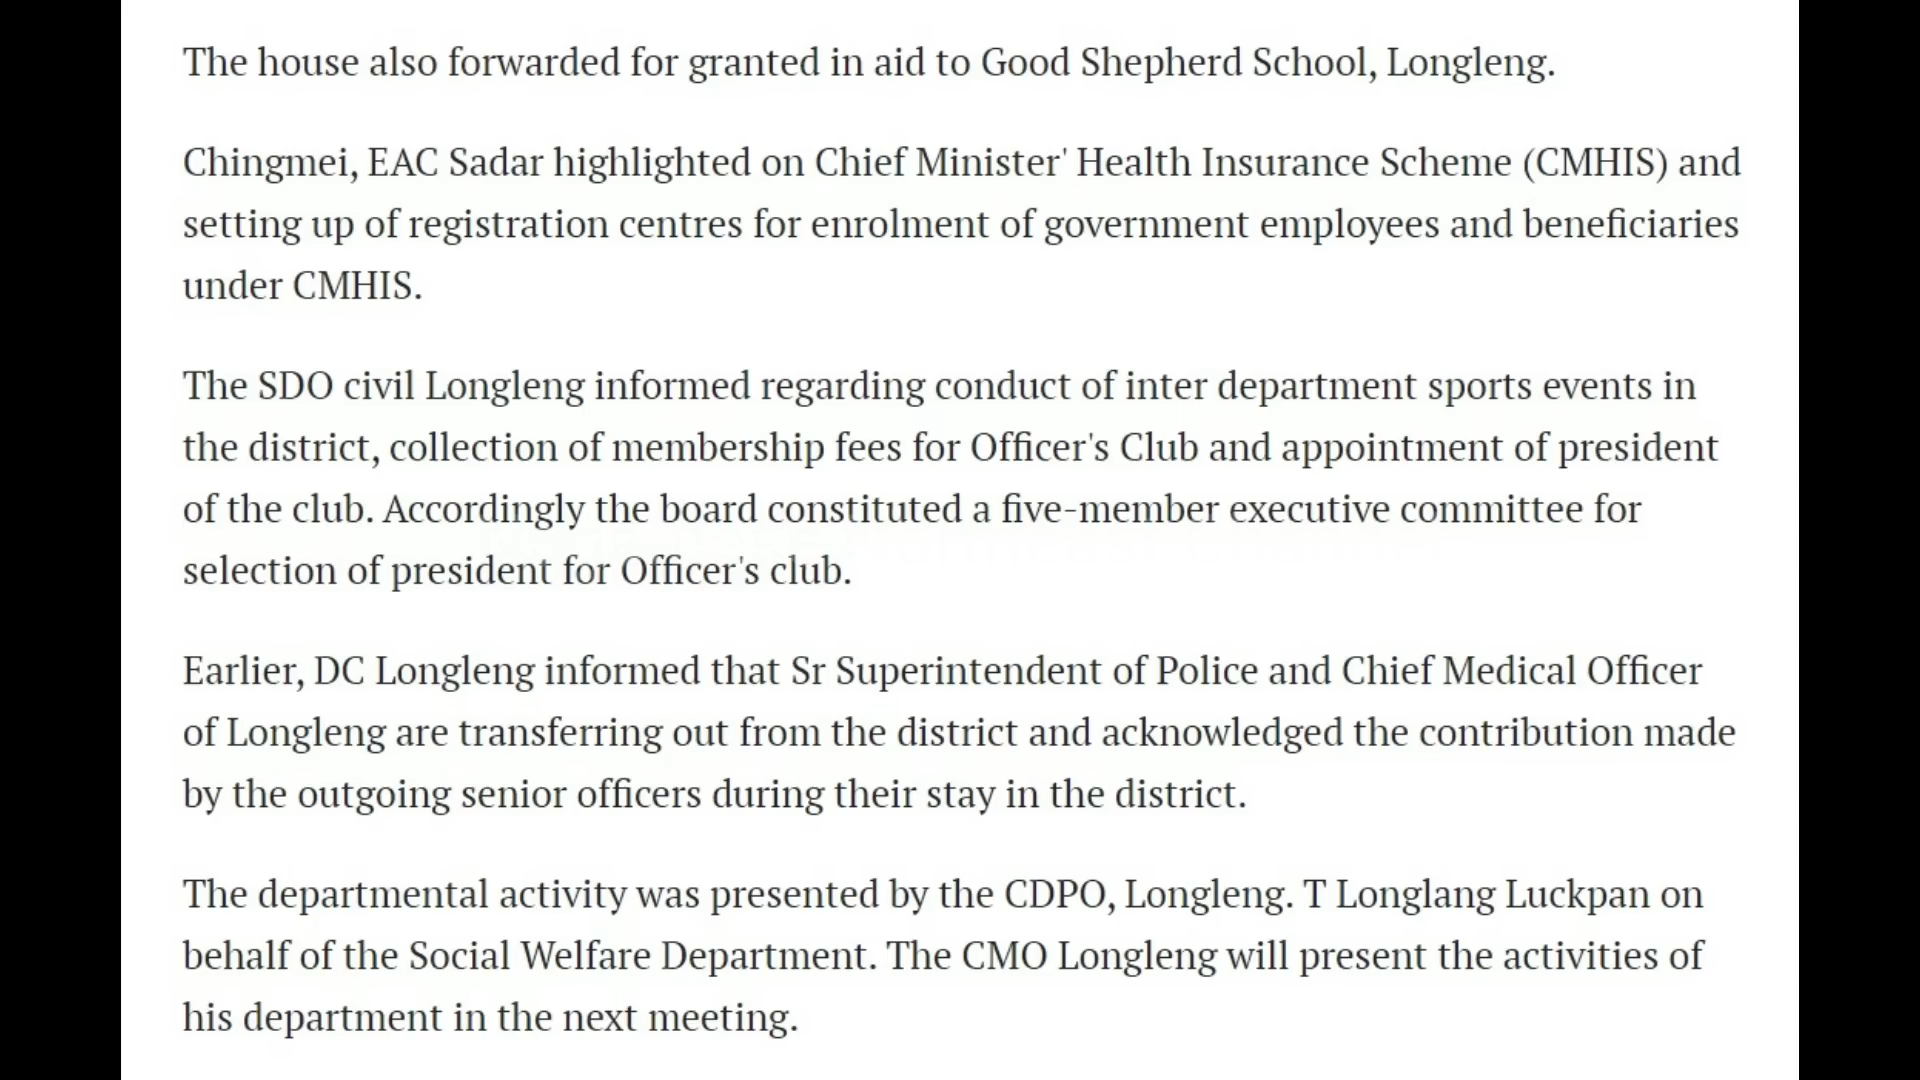 The house also forwarded for granted in aid to Good Shepherd School, Longleng.
Chingmei, EAC Sadar highlighted on Chief Minister' Health Insurance Scheme (CMHIS) and
setting up of registration centres for enrolment of government employees and beneficiaries
under CMHIS.
The SDO civil Longleng informed regarding conduct of inter department sports events in
the district, collection of membership fees for Officer's Club and appointment of president
of the club. Accordingly the board constituted a five-member executive committee for
selection of president for Officer's club.
Earlier, DC Longleng informed that Sr Superintendent of Police and Chief Medical Officer
of Longleng are transferring out from the district and acknowledged the contribution made
by the outgoing senior officers during their stay in the district.
The departmental activity was presented by the CDPO, Longleng. T Longlang Luckpan on
behalf of the Social Welfare Department. The CMO Longleng will present the activities of
his department in the next meeting.